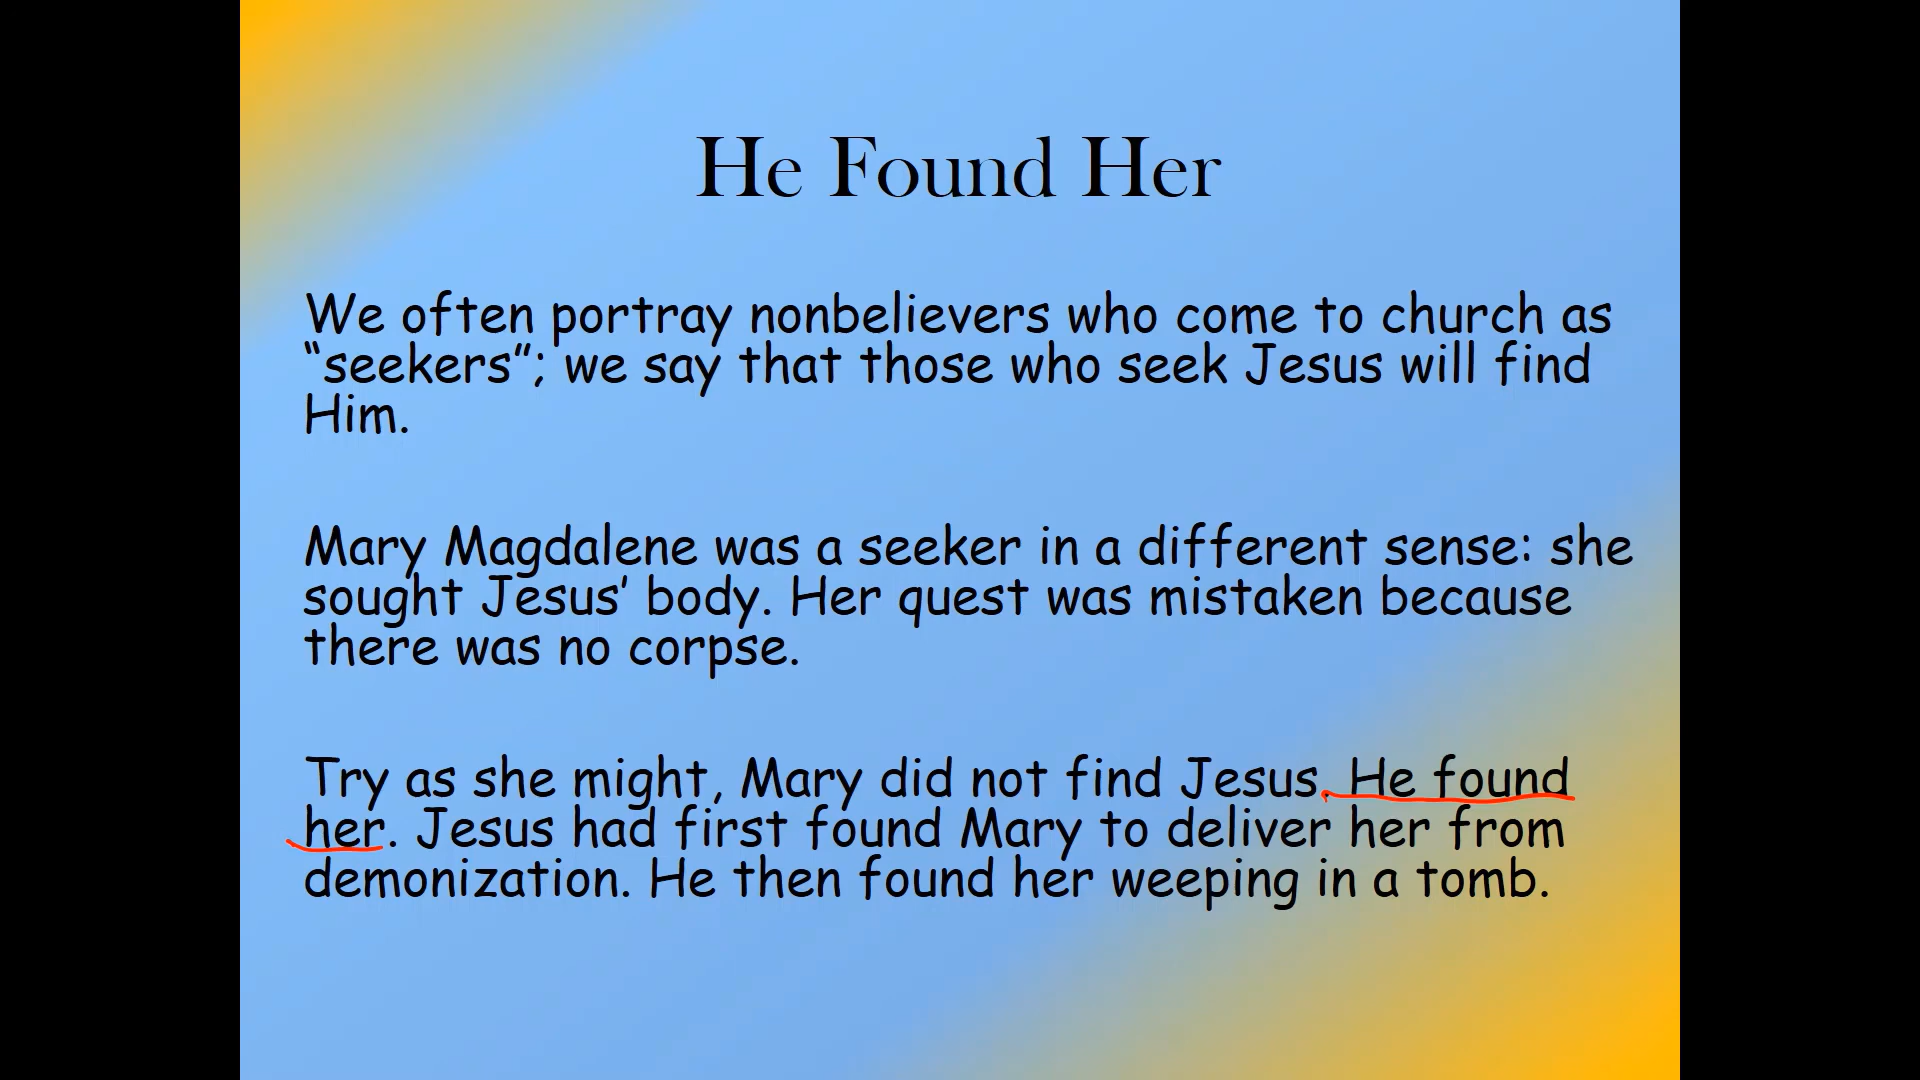 He Found Her
We often portray nonbelievers who come to church as
“seekers”; we say that those who seek Jesus will find
Him.
Mary Magdalene was a seeker in a different sense: she
sought Jesus’ body. Her quest was mistaken because
there was no corpse.
Try as she might, Mary did not find Jesus. He found
her. Jesus had first found Mary to deliver her from
demonization. He then found her weeping in a tomb.